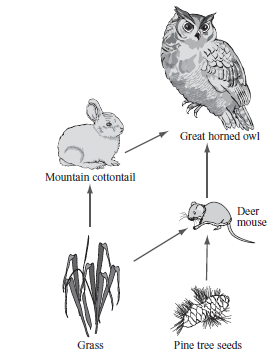 Great horned owl
Mountain cottontail
Deer
mouse
Grass
Pine tree seeds